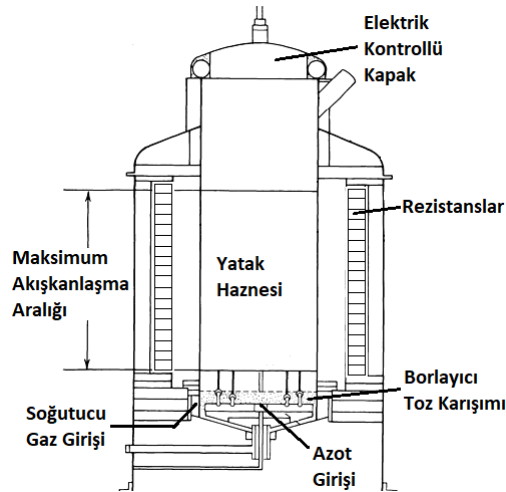 Elektrik
Kontrollü
Kapak
Rezistanslar
Maksimum
Akışkanlaşma
Aralığı
Yatak
Haznesi
Borlayıcı
Toz Karışımı
Soğutucu
Gaz Girişi
Azot
Girişi